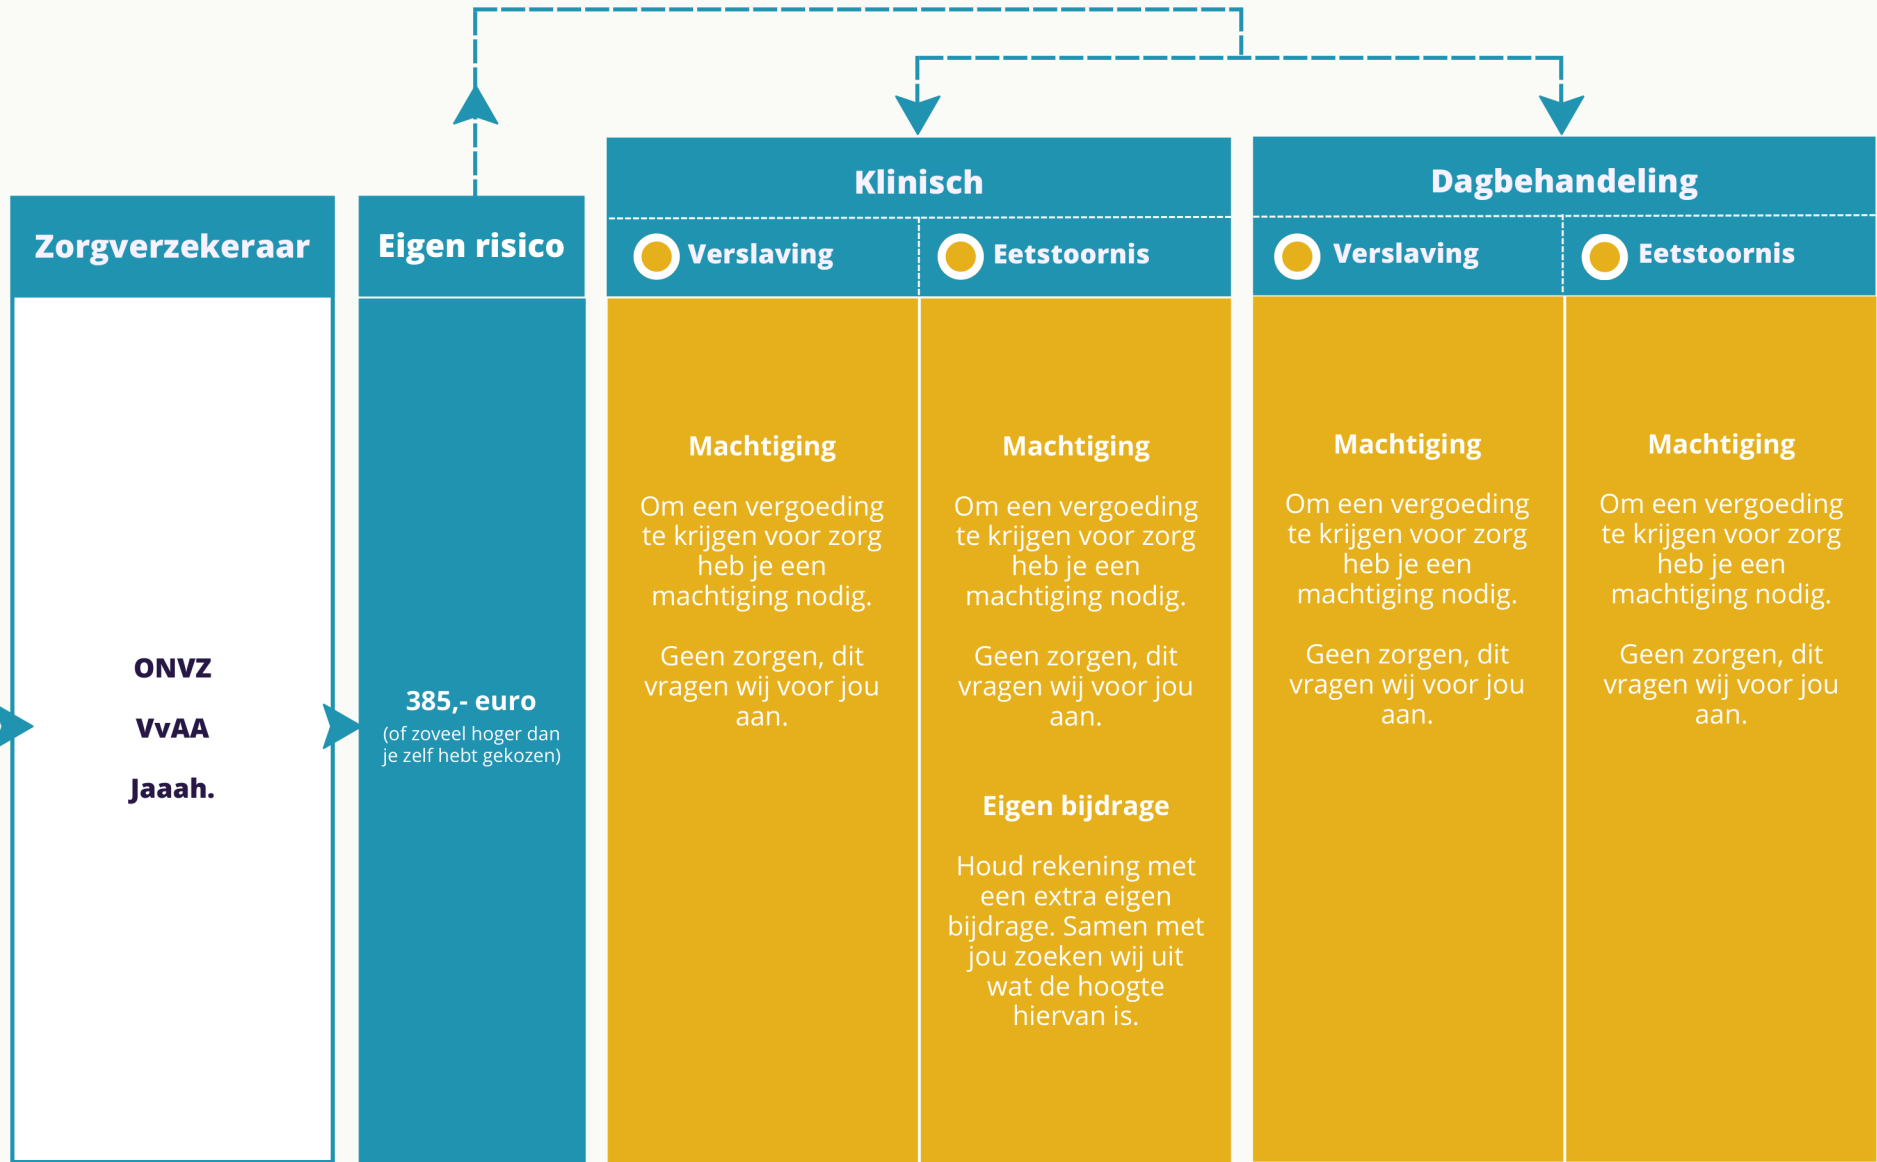 Zorgverzekeraar
ONVZ
VvAA
Jaaah.
Eigen risico
385,- euro
(of zoveel hoger dan
je zelf hebt gekozen)
Klinisch
Verslaving
Machtiging
Om een vergoeding
te krijgen voor zorg
heb je een
machtiging nodig.
Geen zorgen, dit
vragen wij voor jou
aan.
Eetstoornis
Machtiging
Om een vergoeding
te krijgen voor zorg
heb je een
machtiging nodig.
Geen zorgen, dit
vragen wij voor jou
aan.
Eigen bijdrage
Houd rekening met
een extra eigen
bijdrage. Samen met
jou zoeken wij uit
wat de hoogte
hiervan is.
Dagbehandeling
Verslaving
Machtiging
Om een vergoeding
te krijgen voor zorg
heb je een
machtiging nodig.
Geen zorgen, dit
vragen wij voor jou
aan.
Eetstoornis
Machtiging
Om een vergoeding
te krijgen voor zorg
heb je een
machtiging nodig.
Geen zorgen, dit
vragen wij voor jou
aan.